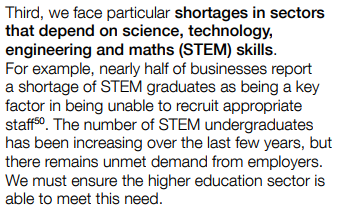 Third, we face particular shortages in sectors
that depend on science, technology,
engineering and maths (STEM) skills.
For example, nearly half of businesses report
a shortage of STEM graduates as being a key
factor in being unable to recruit appropriate
staff⁵⁰. The number of STEM undergraduates
has been increasing over the last few years, but
there remains unmet demand from employers.
We must ensure the higher education sector is
able to meet this need.